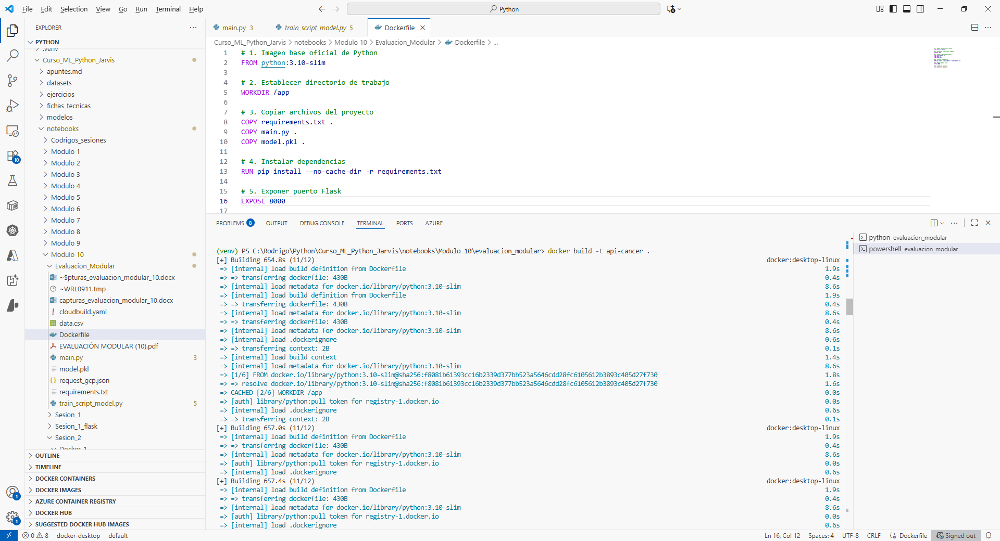 File Edit Selection View Go Run Terminal Help
Python
EXPLORER
PYTHON
.venv
Curso_ML_Python_Jarvis
apuntes.md
datasets
ejercicios
fichas_tecnicas
modelos
notebooks
Codrigos_sesiones
Modulo 1
Modulo 2
Modulo 3
Modulo 4
Modulo 5
Modulo 6
Modulo 7
Modulo 8
Modulo 9
Modulo 10
Evaluacion_Modular
~$pturas_evaluacion_modular_10.docx
~WRL0911.tmp
capturas_evaluacion_modular_10.docx
! cloudbuild.yaml
data.csv
Dockerfile
EVALUACIÓN MODULAR (10).pdf
main.py 3
model.pkl
{} request_gcp.json
requirements.txt
train_script_model.py 5
Sesion_1
Sesion_1_flask
Sesion_2
Docker_1
OUTLINE
TIMELINE
DOCKER CONTAINERS
DOCKER IMAGES
AZURE CONTAINER REGISTRY
DOCKER HUB
SUGGESTED DOCKER HUB IMAGES
10
1
1
main.py 3
train_script_model.py 5
Dockerfile
Curso_ML_Python_Jarvis > notebooks > Modulo 10 > Evaluacion_Modular > Dockerfile > ...
1 # 1. Imagen base oficial de Python
2 FROM python:3.10-slim
3
4 # 2. Establecer directorio de trabajo
5 WORKDIR /app
6
7 # 3. Copiar archivos del proyecto
8 COPY requirements.txt .
9 COPY main.py .
10 COPY model.pkl .
11
12 # 4. Instalar dependencias
13 RUN pip install --no-cache-dir -r requirements.txt
14
15 # 5. Exponer puerto Flask
16 EXPOSE 8000
17
PROBLEMS 8 OUTPUT DEBUG CONSOLE TERMINAL PORTS AZURE
(venv) PS C:\Rodrigo\Python\Curso_ML_Python_Jarvis\notebooks\Modulo 10\evaluacion_modular> docker build -t api-cancer .
[+] Building 654.8s (11/12) docker:desktop-linux
=> [internal] load build definition from Dockerfile 1.9s
=> => transferring dockerfile: 430B 0.4s
=> [internal] load metadata for docker.io/library/python:3.10-slim 8.6s
=> [internal] load build definition from Dockerfile 1.9s
=> => transferring dockerfile: 430B 0.4s
=> [internal] load metadata for docker.io/library/python:3.10-slim 8.6s
=> => transferring dockerfile: 430B 0.4s
=> [internal] load metadata for docker.io/library/python:3.10-slim 8.6s
=> [internal] load .dockerignore 0.6s
=> => transferring context: 2B 0.1s
=> [internal] load build context 1.4s
=> [internal] load metadata for docker.io/library/python:3.10-slim 8.6s
=> [1/6] FROM docker.io/library/python:3.10-slim@sha256:f8081b61393cc16b2339d377bb523a5646cdd28fc6105612b3893c405d27f730 1.8s
=> => resolve docker.io/library/python:3.10-slim@sha256:f8081b61393cc16b2339d377bb523a5646cdd28fc6105612b3893c405d27f730 1.6s
=> CACHED [2/6] WORKDIR /app 0.0s
=> [auth] library/python:pull token for registry-1.docker.io 0.0s
=> [internal] load .dockerignore 0.6s
=> => transferring context: 2B 0.1s
[+] Building 657.0s (11/12) docker:desktop-linux
=> [internal] load build definition from Dockerfile 1.9s
=> => transferring dockerfile: 430B 0.4s
=> [internal] load metadata for docker.io/library/python:3.10-slim 8.6s
=> [auth] library/python:pull token for registry-1.docker.io 0.0s
=> [internal] load .dockerignore 0.6s
[+] Building 657.4s (11/12) docker:desktop-linux
=> [internal] load build definition from Dockerfile 1.9s
=> => transferring dockerfile: 430B 0.4s
=> [internal] load metadata for docker.io/library/python:3.10-slim 8.6s
=> [auth] library/python:pull token for registry-1.docker.io 0.0s
=> [internal] load .dockerignore 0.6s
python evaluacion_modular
powershell evaluacion_modular
0 8 docker-desktop default
Ln 16, Col 12 Spaces: 4 UTF-8 CRLF Dockerfile Signed out